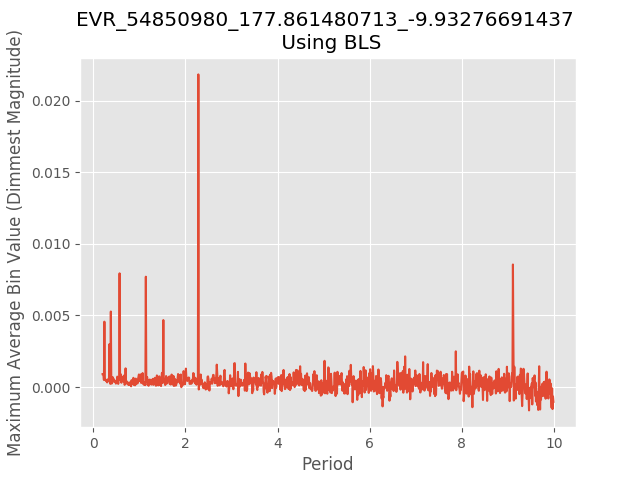 EVR_54850980_177.861480713_-9.93276691437
Using BLS
Maximum Average Bin Value (Dimmest Magnitude)
0.020
0.015
0.010
0.005
0.000
0
2
4
6
8
10
Period